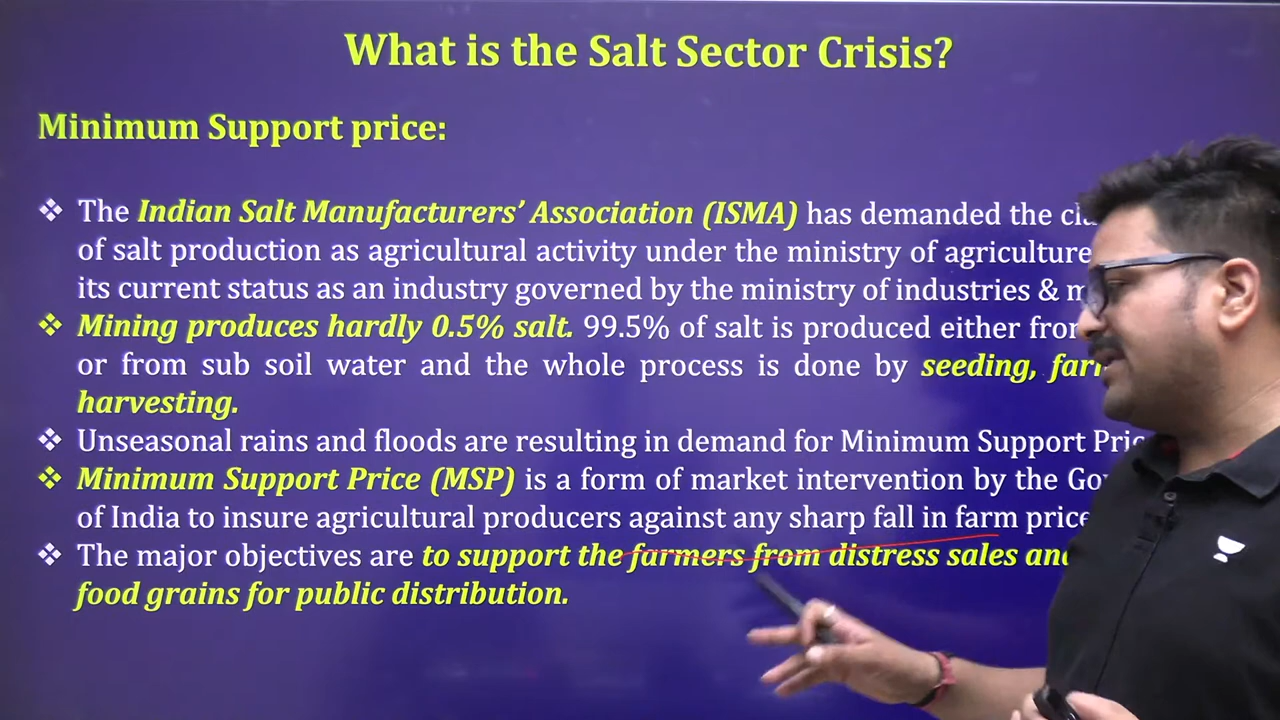 What is the Salt Sector Crisis?
Minimum Support price:
❖ The Indian Salt Manufacturers’ Association (ISMA) has demanded the
of salt production as agricultural activity under the ministry of agriculture
its current status as an industry governed by the ministry of industries &
❖ Mining produces hardly 0.5% salt. 99.5% of salt is produced either
or from sub soil water and the whole process is done by seeding,
harvesting.
❖ Unseasonal rains and floods are resulting in demand for Minimum Support
❖ Minimum Support Price (MSP) is a form of market intervention by the
of India to insure agricultural producers against any sharp fall in farm
❖ The major objectives are to support the farmers from distress sales
food grains for public distribution.